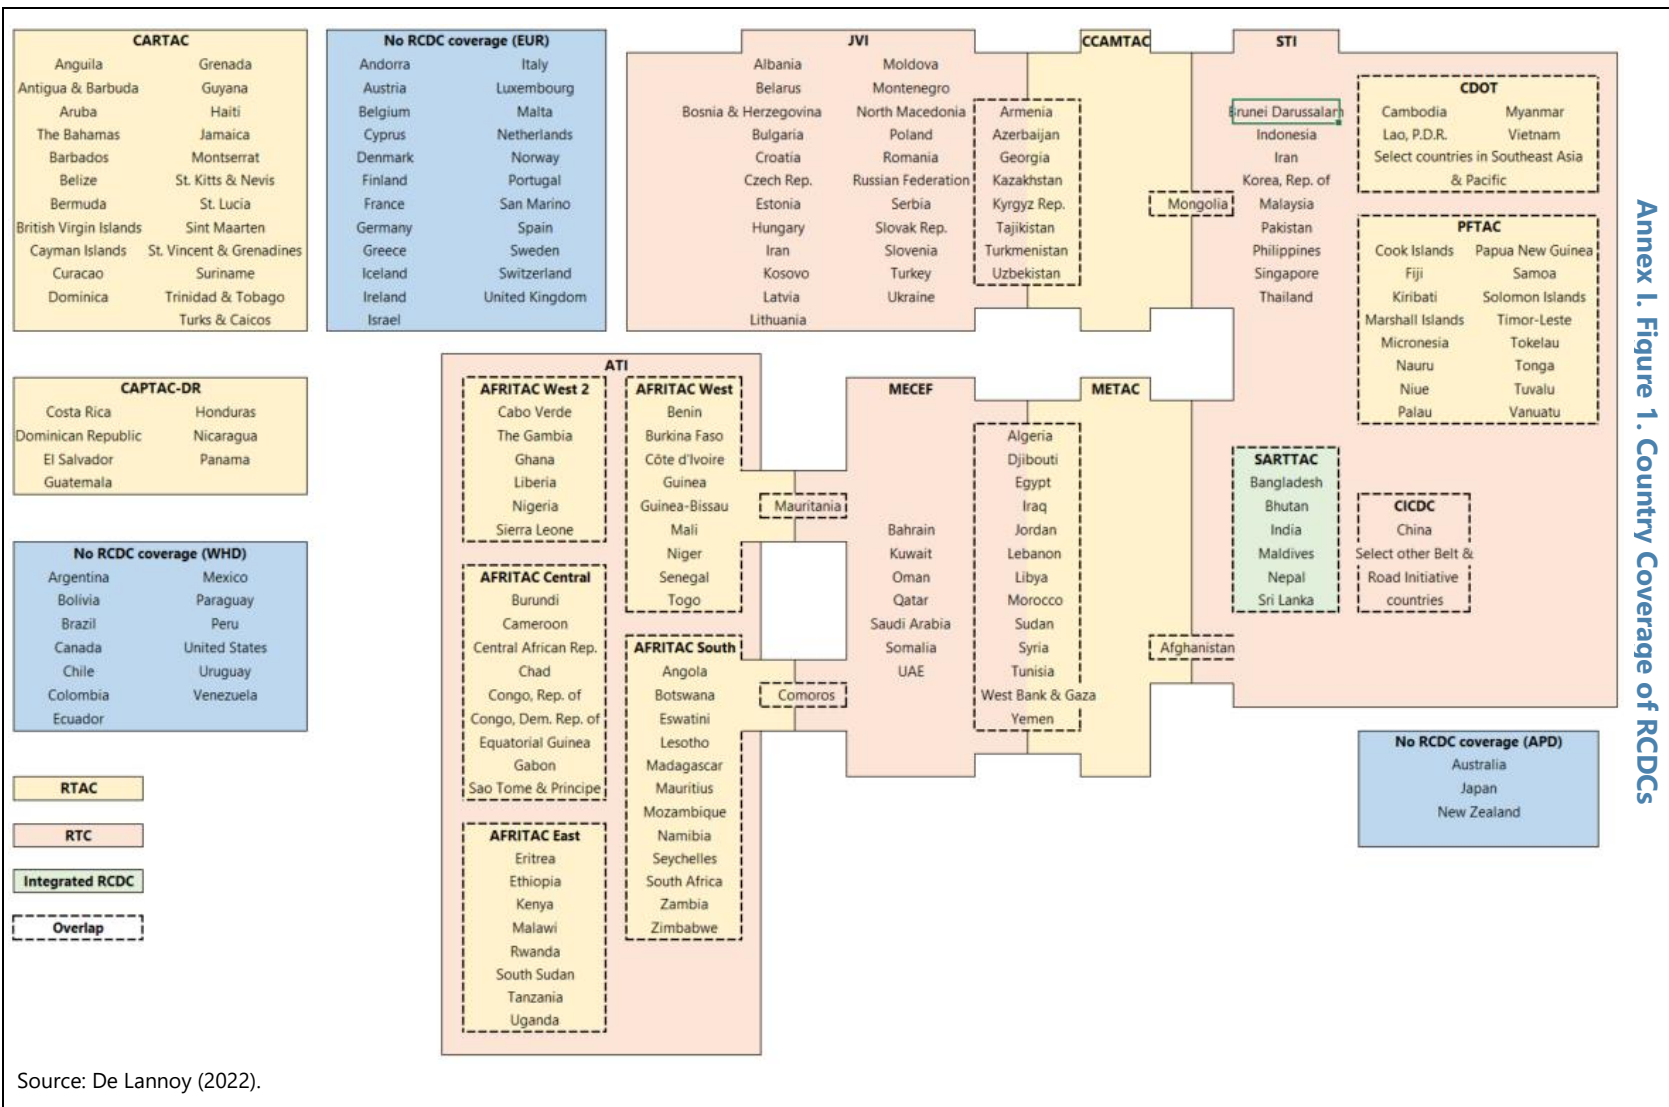 CARTAC
Anguila Grenada
Antigua & Barbuda Guyana
Aruba Haiti
The Bahamas Jamaica
Barbados Montserrat
Belize St. Kitts & Nevis
Bermuda St. Lucia
British Virgin Islands Sint Maarten
Cayman Islands St. Vincent & Grenadines
Curacao Suriname
Dominica Trinidad & Tobago
Turks & Caicos
No RCDC coverage (EUR)
Andorra Italy
Austria Luxembourg
Belgium Malta
Cyprus Netherlands
Denmark Norway
Finland Portugal
France San Marino
Germany Spain
Greece Sweden
Iceland Switzerland
Ireland United Kingdom
Israel
JVI
Albania Moldova
Belarus Montenegro
Bosnia & Herzegovina North Macedonia
Bulgaria Poland
Croatia Romania
Czech Rep. Russian Federation
Estonia Serbia
Hungary Slovak Rep.
Iran Slovenia
Kosovo Turkey
Latvia Ukraine
Lithuania
CCAMTAC
Armenia
Azerbaijan
Georgia
Kazakhstan
Kyrgyz Rep.
Tajikistan
Turkmenistan
Uzbekistan
Mongolia
STI
Brunei Darussalam
Indonesia
Iran
Korea, Rep. of
Malaysia
Pakistan
Philippines
Singapore
Thailand
CDOT
Cambodia Myanmar
Lao, P.D.R. Vietnam
Select countries in Southeast Asia
& Pacific
PFTAC
Cook Islands Papua New Guinea
Fiji Samoa
Kiribati Solomon Islands
Marshall Islands Timor-Leste
Micronesia Tokelau
Nauru Tonga
Niue Tuvalu
Palau Vanuatu
CAPTAC-DR
Costa Rica Honduras
Dominican Republic Nicaragua
El Salvador Panama
Guatemala
No RCDC coverage (WHD)
Argentina Mexico
Bolivia Paraguay
Brazil Peru
Canada United States
Chile Uruguay
Colombia Venezuela
Ecuador
RTAC
RTC
Integrated RCDC
Overlap
ATI
AFRITAC West 2
Cabo Verde
The Gambia
Ghana
Liberia
Nigeria
Sierra Leone
AFRITAC Central
Burundi
Cameroon
Central African Rep.
Chad
Congo, Rep. of
Congo, Dem. Rep. of
Equatorial Guinea
Gabon
Sao Tome & Principe
AFRITAC East
Eritrea
Ethiopia
Kenya
Malawi
Rwanda
South Sudan
Tanzania
Uganda
AFRITAC West
Benin
Burkina Faso
Côte d'Ivoire
Guinea
Guinea-Bissau
Mali
Niger
Senegal
Togo
AFRITAC South
Angola
Botswana
Eswatini
Lesotho
Madagascar
Mauritius
Mozambique
Namibia
Seychelles
South Africa
Zambia
Zimbabwe
Mauritania
Comoros
MECEF
Bahrain
Kuwait
Oman
Qatar
Saudi Arabia
Somalia
UAE
METAC
Algeria
Djibouti
Egypt
Iraq
Jordan
Lebanon
Libya
Morocco
Sudan
Syria
Tunisia
West Bank & Gaza
Yemen
Afghanistan
SARTTAC
Bangladesh
Bhutan
India
Maldives
Nepal
Sri Lanka
CICDC
China
Select other Belt &
Road Initiative
countries
No RCDC coverage (APD)
Australia
Japan
New Zealand
Annex I. Figure 1. Country Coverage of RCDCs
Source: De Lannoy (2022).